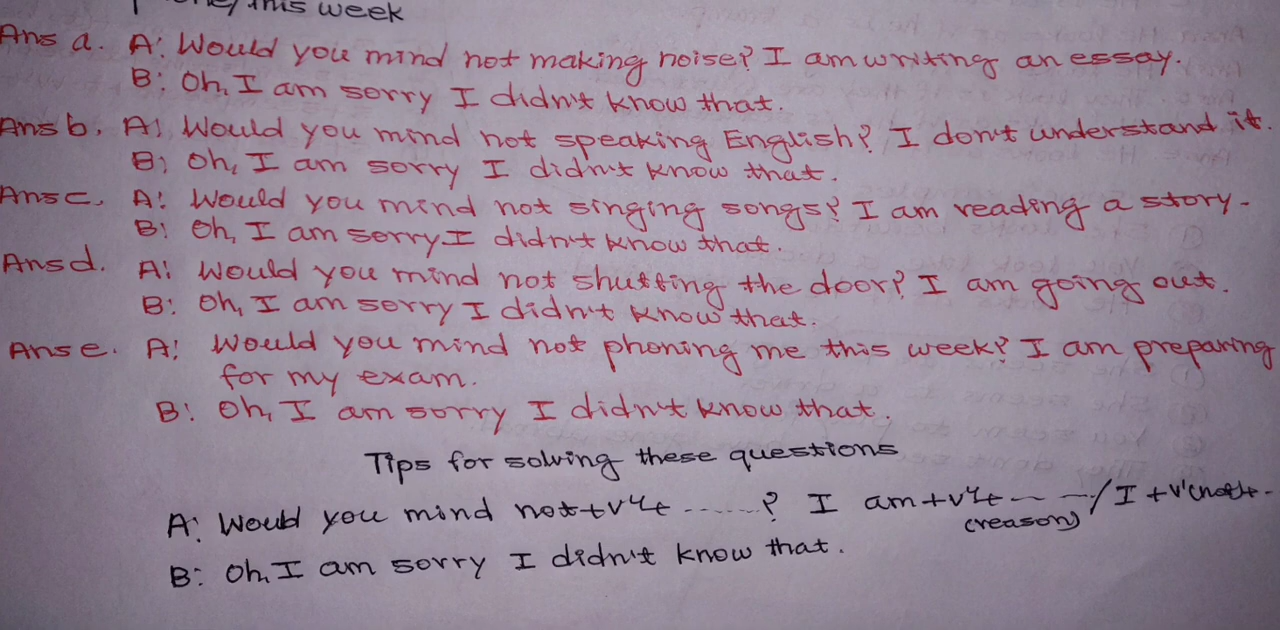 this week
Ans a. A: Would you mind not making noise? I am writing an essay.
B: Oh, I am sorry I didn't know that.
Ans b. A: Would you mind not speaking English? I don't understand it.
B: Oh, I am sorry I didn't know that.
Ans c. A: Would you mind not singing songs? I am reading a story.
B: Oh, I am sorry I didn't know that.
Ans d. A: Would you mind not shutting the door? I am going out.
B: Oh, I am sorry I didn't know that.
Ans e. A: Would you mind not phoning me this week? I am preparing
for my exam.
B: Oh, I am sorry I didn't know that.
Tips for solving these questions
A: Would you mind not+v4+ ......? I am+v4+ --- --/ I +v1(not)+-
(reason)
B: Oh, I am sorry I didn't know that.